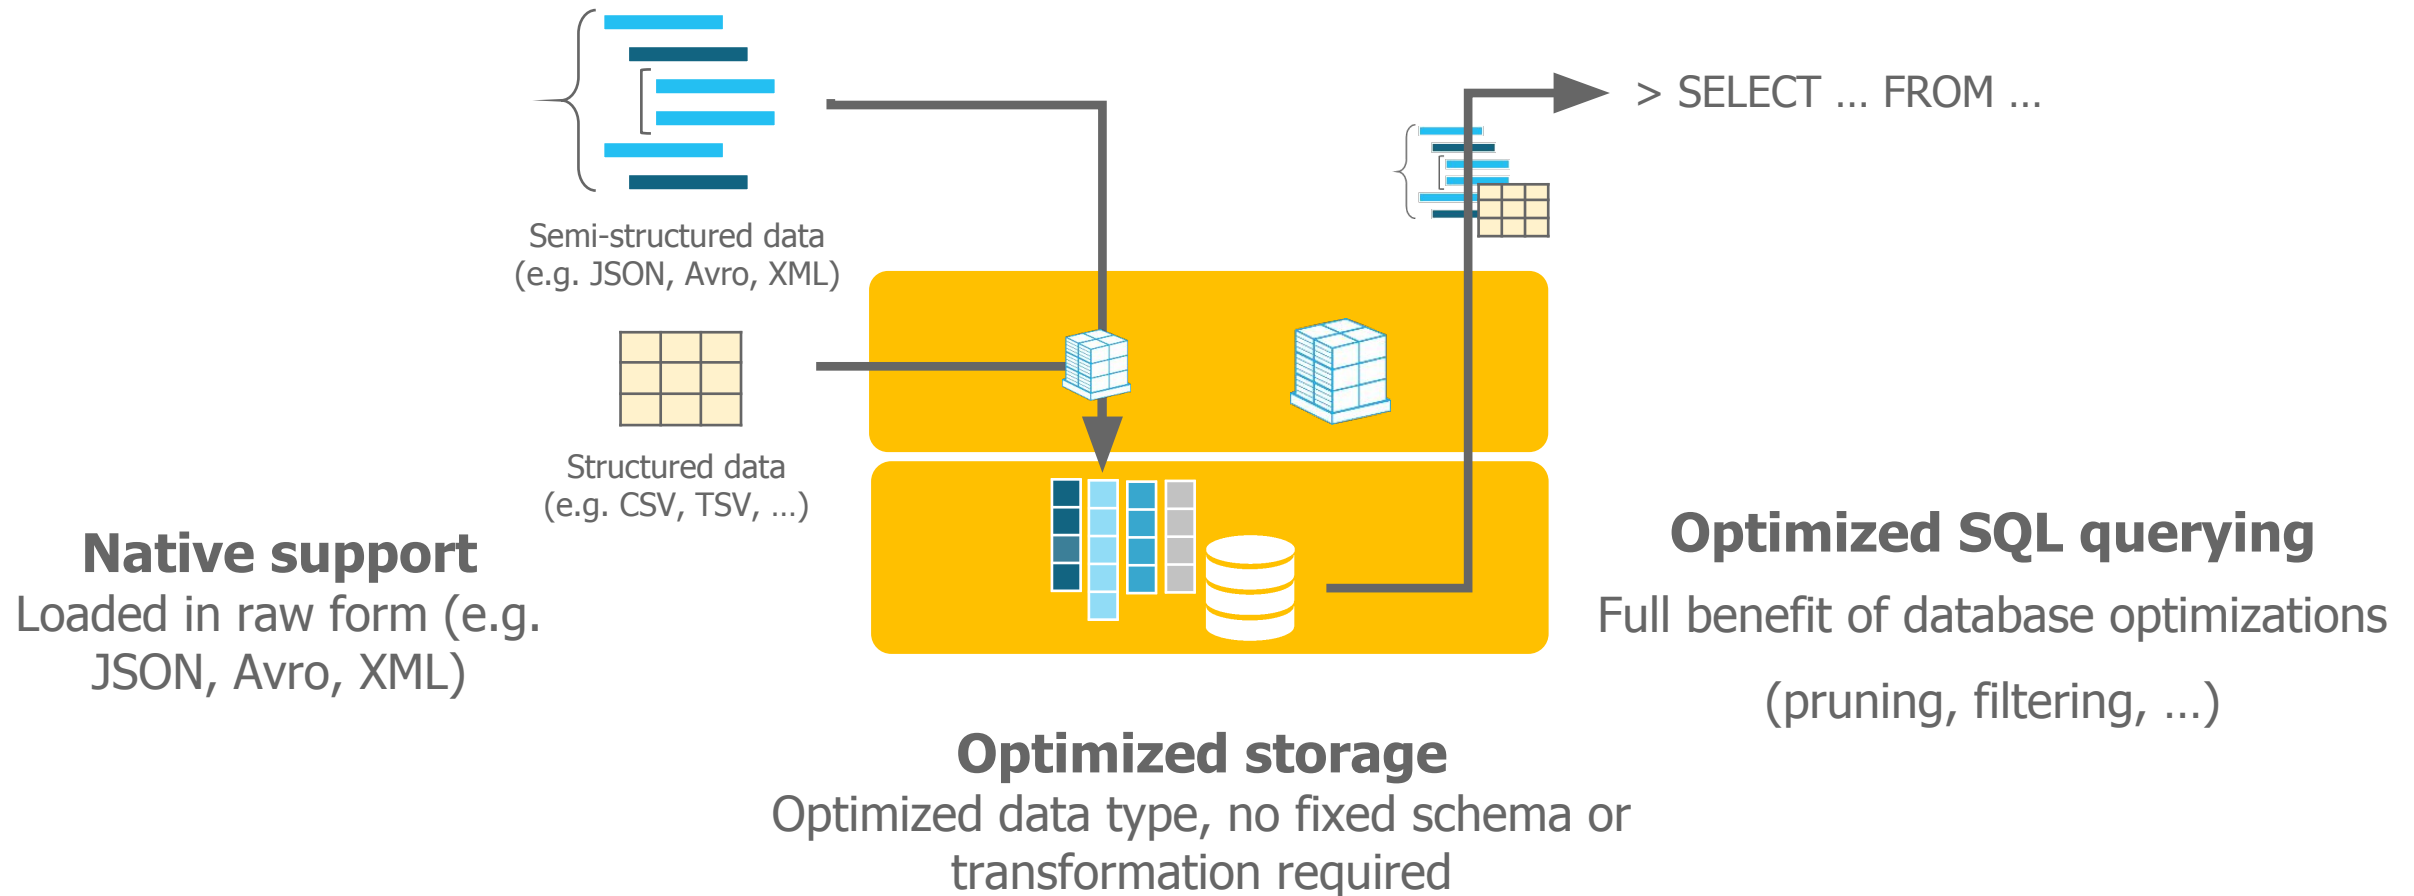 > SELECT ... FROM ...
Semi-structured data
(e.g. JSON, Avro, XML)
Structured data
(e.g. CSV, TSV, ...)
Native support
Loaded in raw form (e.g.
JSON, Avro, XML)
Optimized storage
Optimized data type, no fixed schema or
transformation required
Optimized SQL querying
Full benefit of database optimizations
(pruning, filtering, ...)